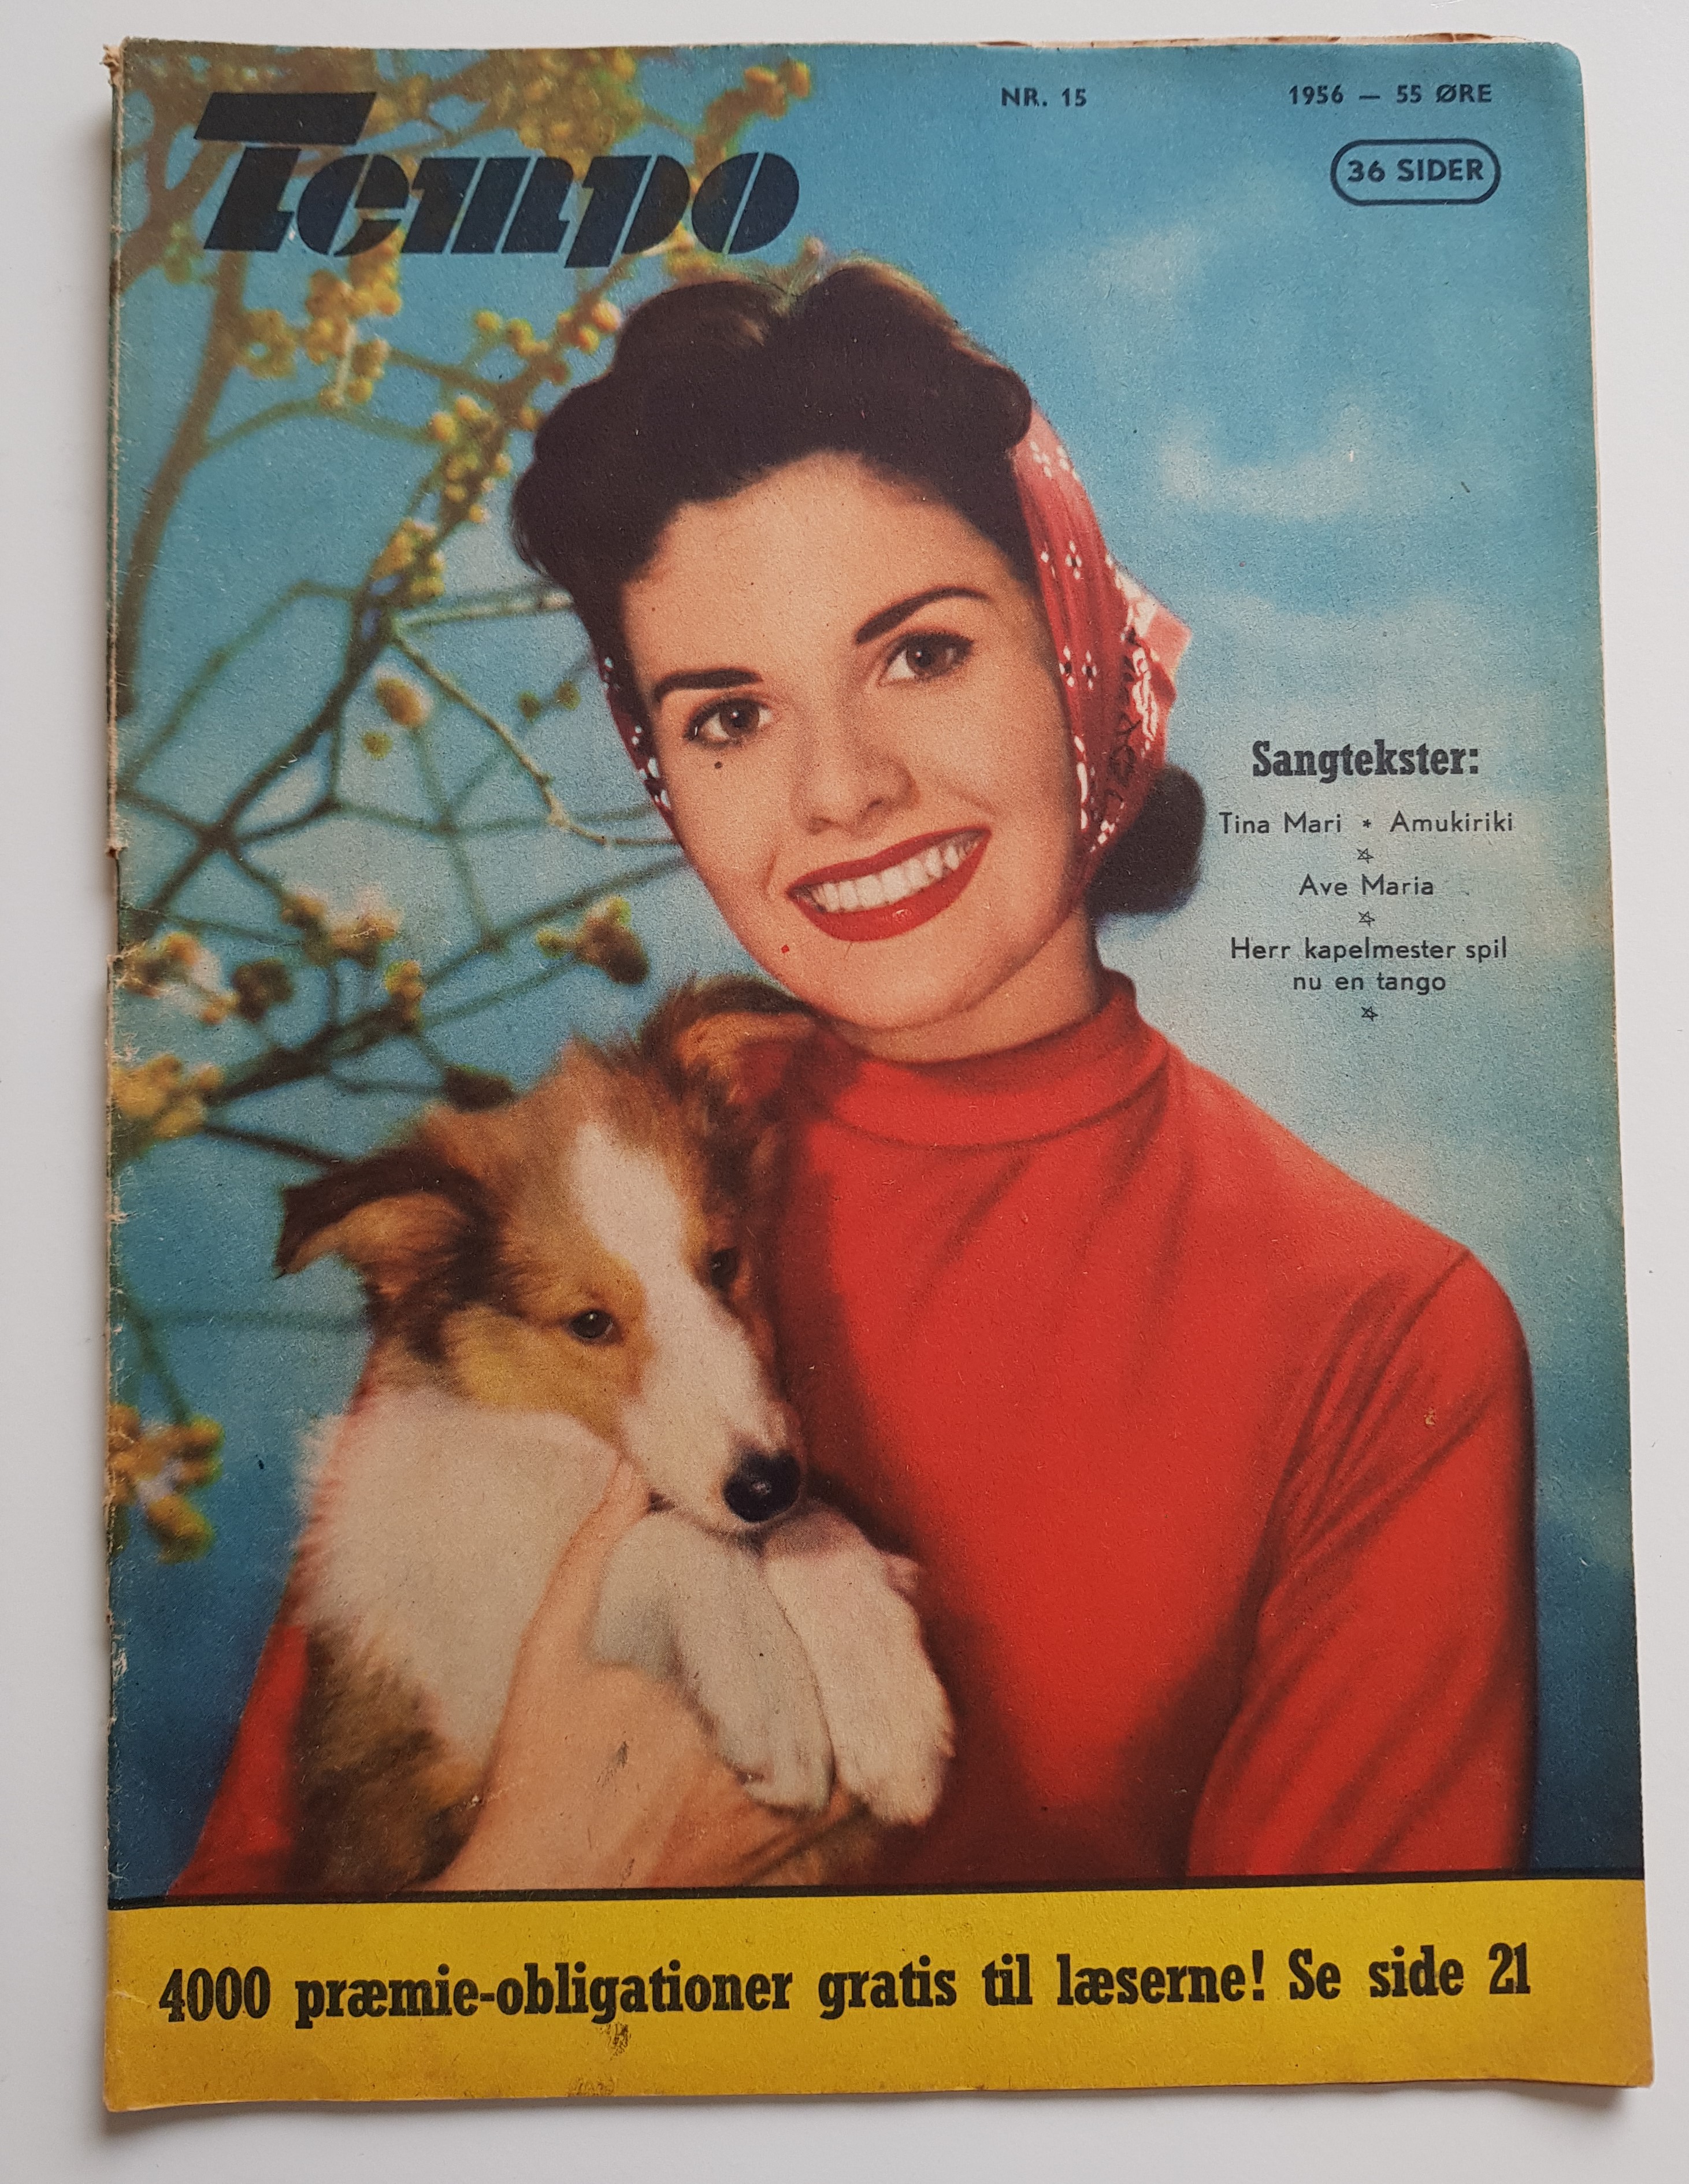 Tempo
NR. 15
1956 — 55 ØRE
36 SIDER
Sangtekster:
Tina Mari * Amukiriki
Ave Maria
Herr kapelmester spil
nu en tango
4000 præmie-obligationer gratis til læserne! Se side 21